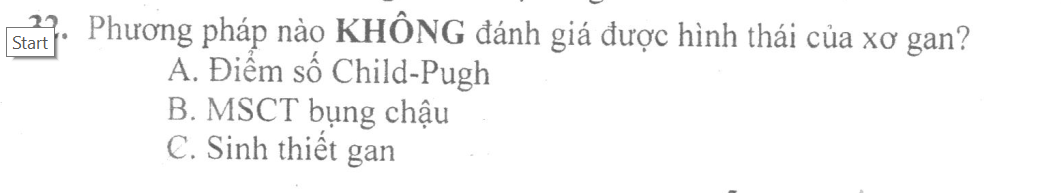 Start
32. Phương pháp nào KHÔNG đánh giá được hình thái của xơ gan?
A. Điểm số Child-Pugh
B. MSCT bụng chậu
C. Sinh thiết gan